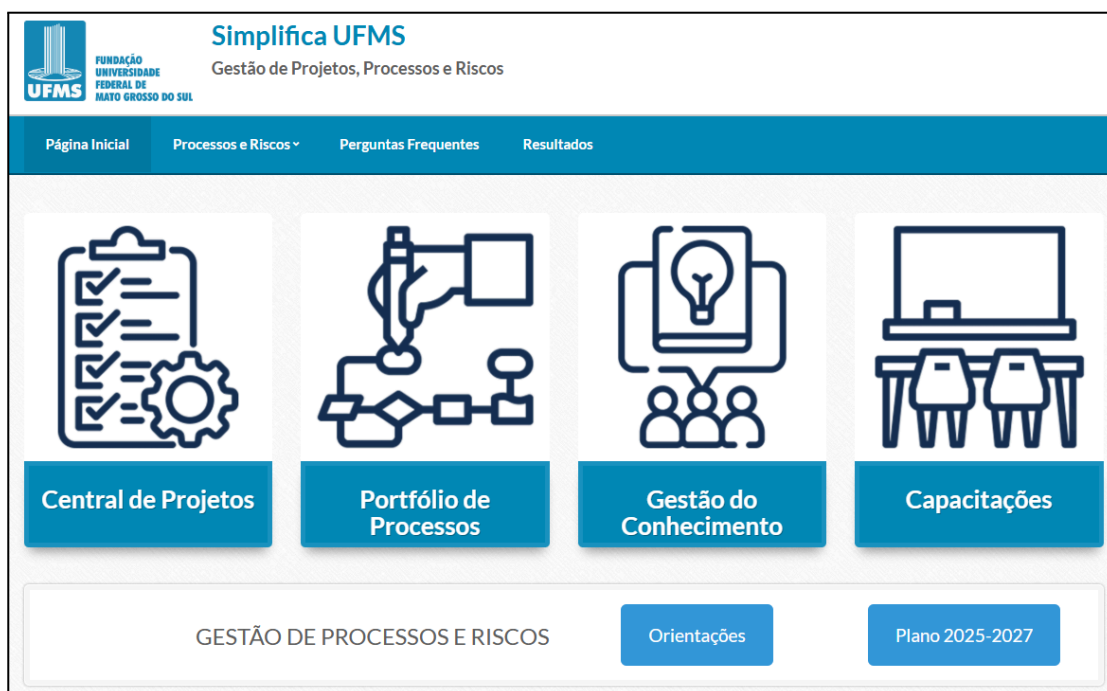 Simplifica UFMS
Gestão de Projetos, Processos e Riscos
UFMS
FUNDAÇÃO
UNIVERSIDADE
FEDERAL DE
MATO GROSSO DO SUL
Página Inicial Processos e Riscos Perguntas Frequentes Resultados
Central de Projetos
Portfólio de
Processos
Gestão do
Conhecimento
Capacitações
GESTÃO DE PROCESSOS E RISCOS Orientações Plano 2025-2027